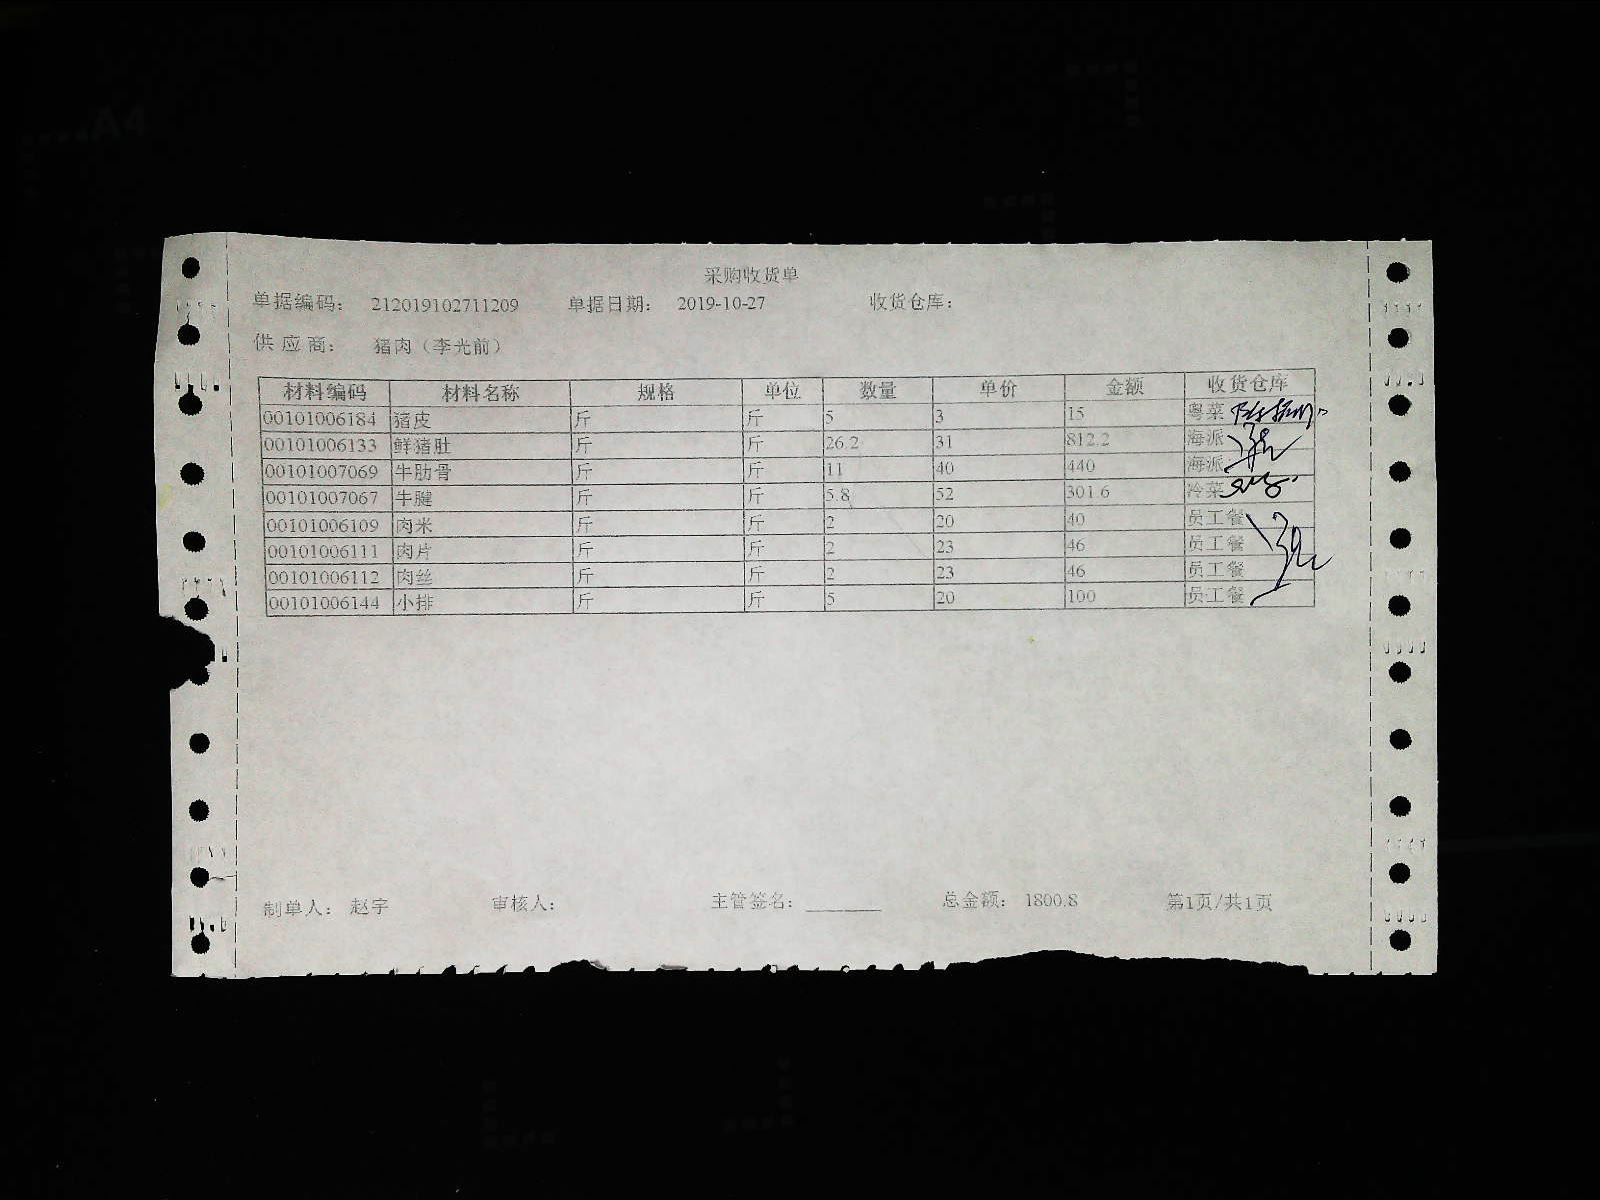 采购收货单
单据编码： 212019102711209 单据日期： 2019-10-27 收货仓库：
供 应 商： 猪肉（李光前）
材料编码 材料名称 规格 单位 数量 单价 金额 收货仓库
00101006184 猪皮 斤 斤 5 3 15 粤菜
00101006133 鲜猪肚 斤 斤 26.2 31 812.2 海派
00101007069 牛肋骨 斤 斤 11 40 440 海派
00101007067 牛腱 斤 斤 5.8 52 301.6 冷菜
00101006109 肉米 斤 斤 2 20 40 员工餐
00101006111 肉片 斤 斤 2 23 46 员工餐
00101006112 肉丝 斤 斤 2 23 46 员工餐
00101006144 小排 斤 斤 5 20 100 员工餐
制单人： 赵宇 审核人： 主管签名：________ 总金额： 1800.8 第1页/共1页